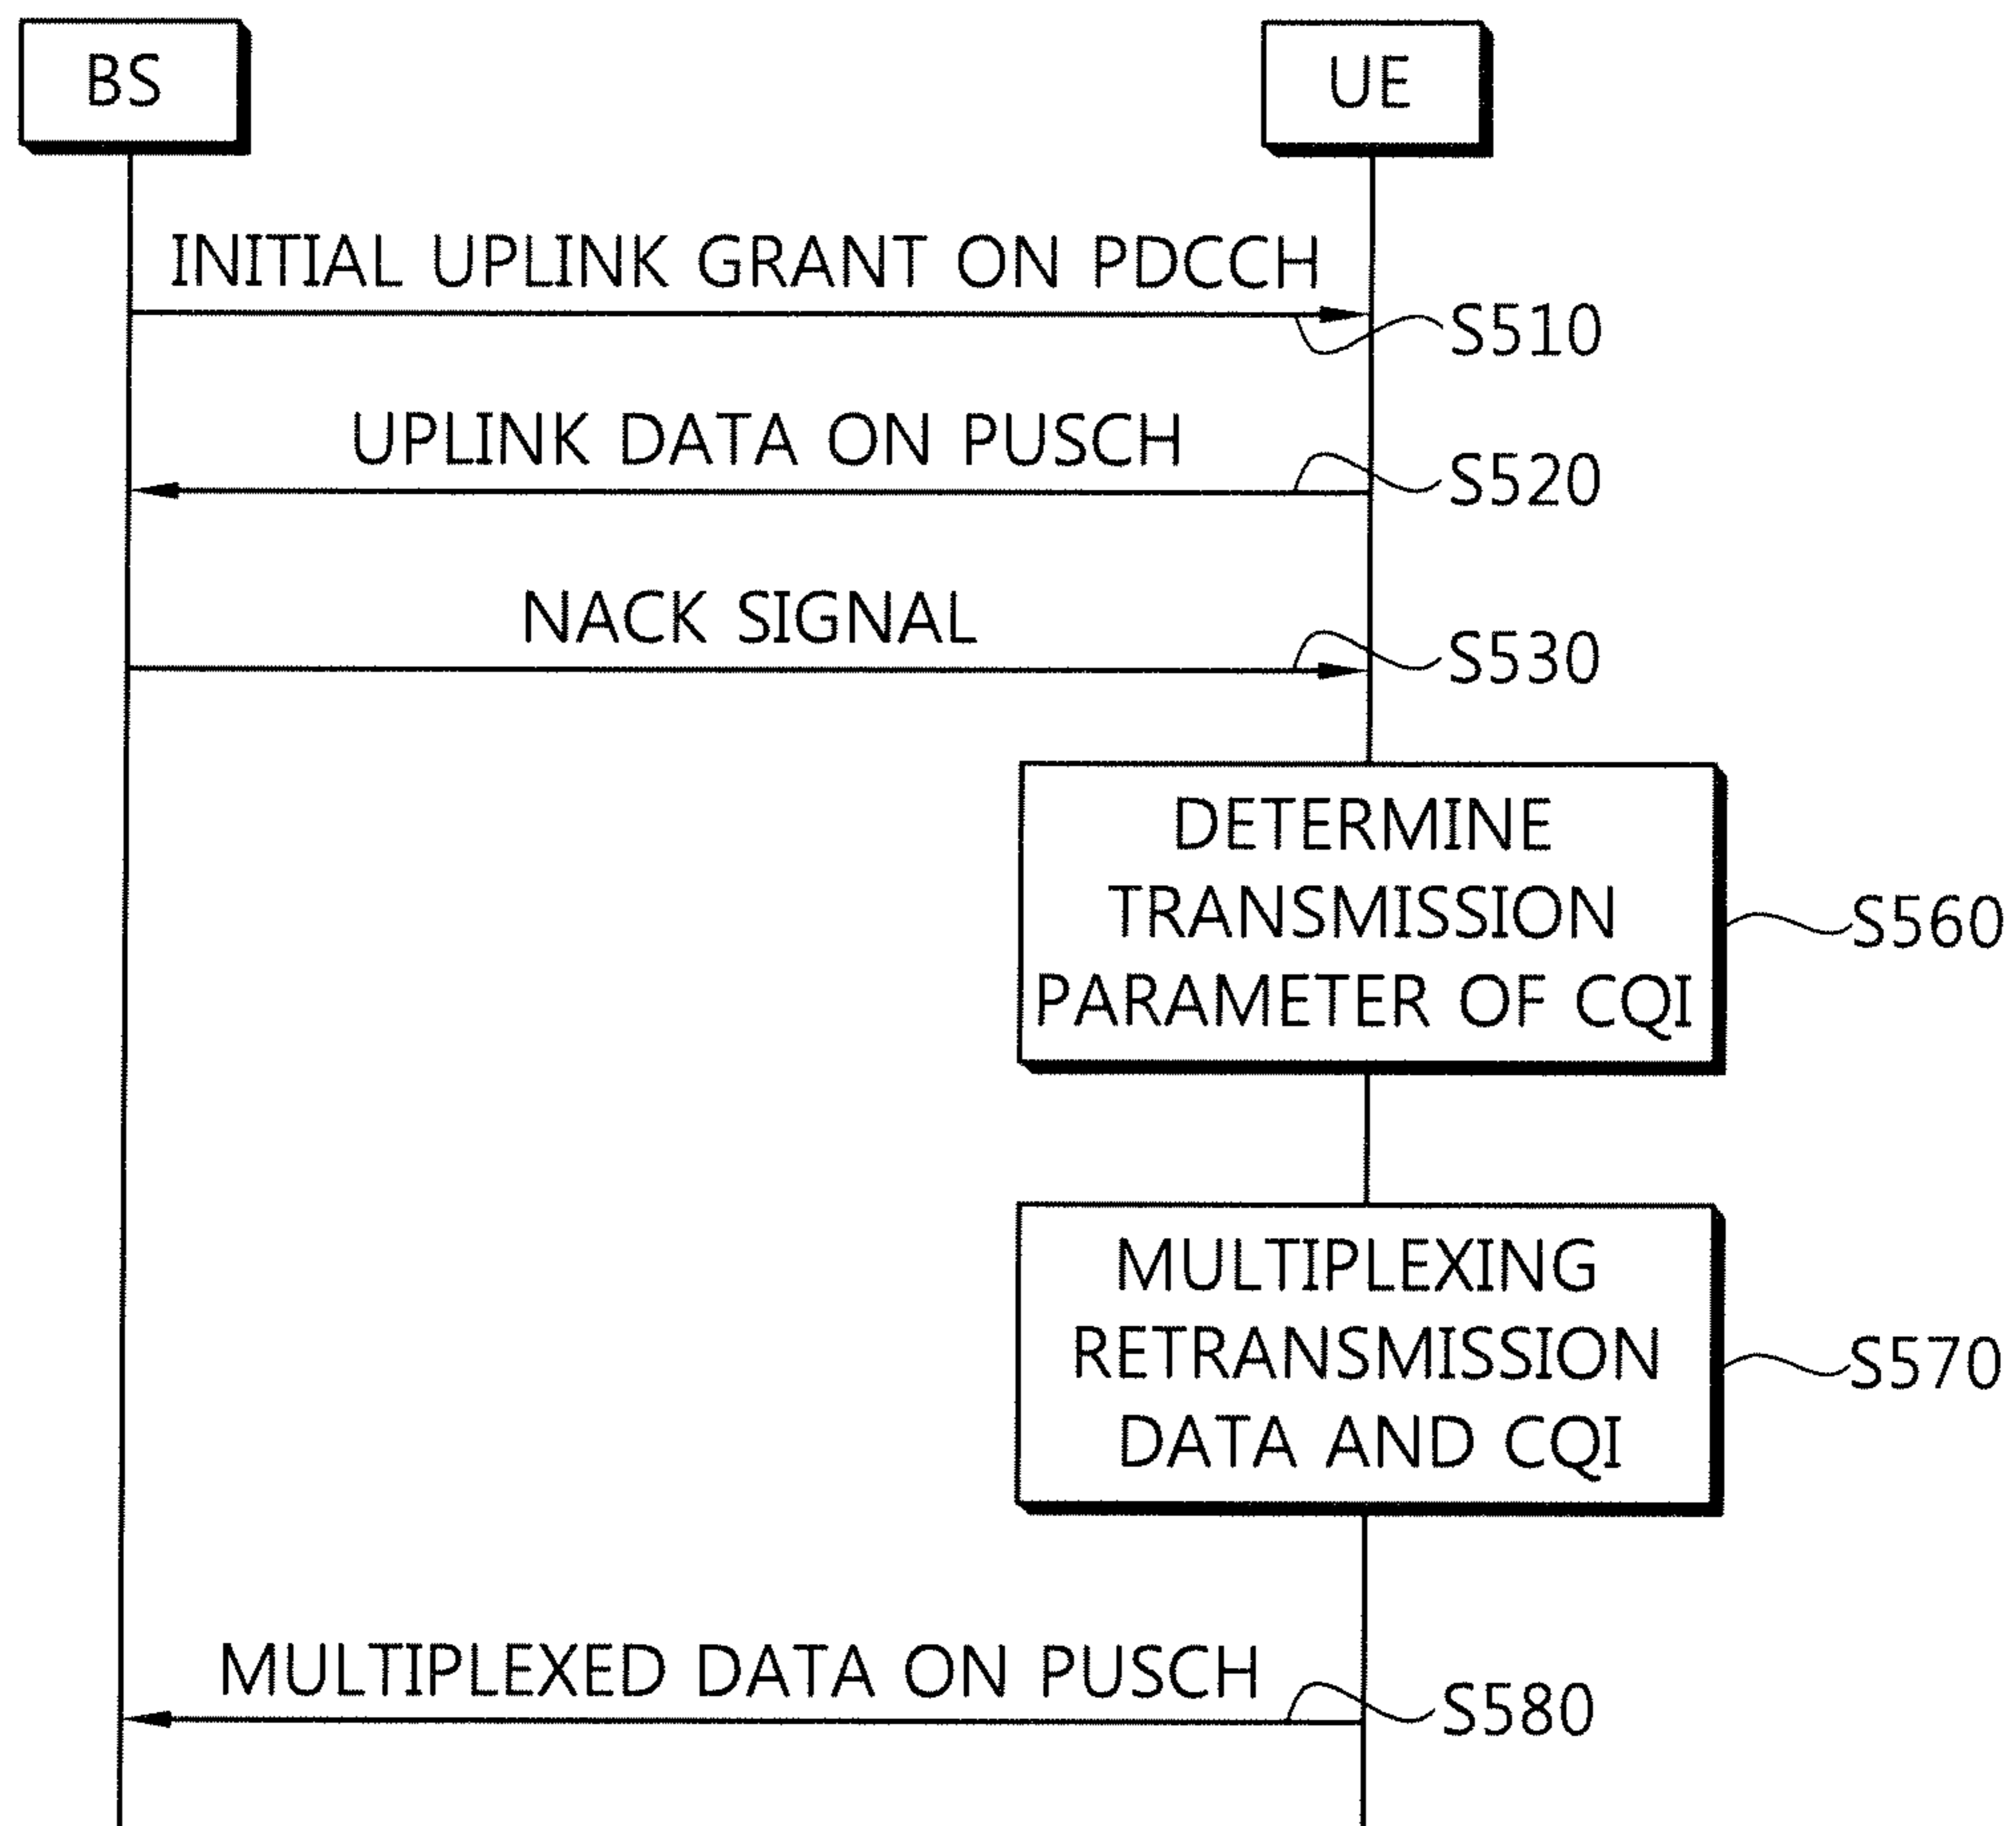 BS
UE
INITIAL UPLINK GRANT ON PDCCH
S510
UPLINK DATA ON PUSCH
S520
NACK SIGNAL
S530
DETERMINE
TRANSMISSION
PARAMETER OF CQI
S560
MULTIPLEXING
RETRANSMISSION
DATA AND CQI
S570
MULTIPLEXED DATA ON PUSCH
S580